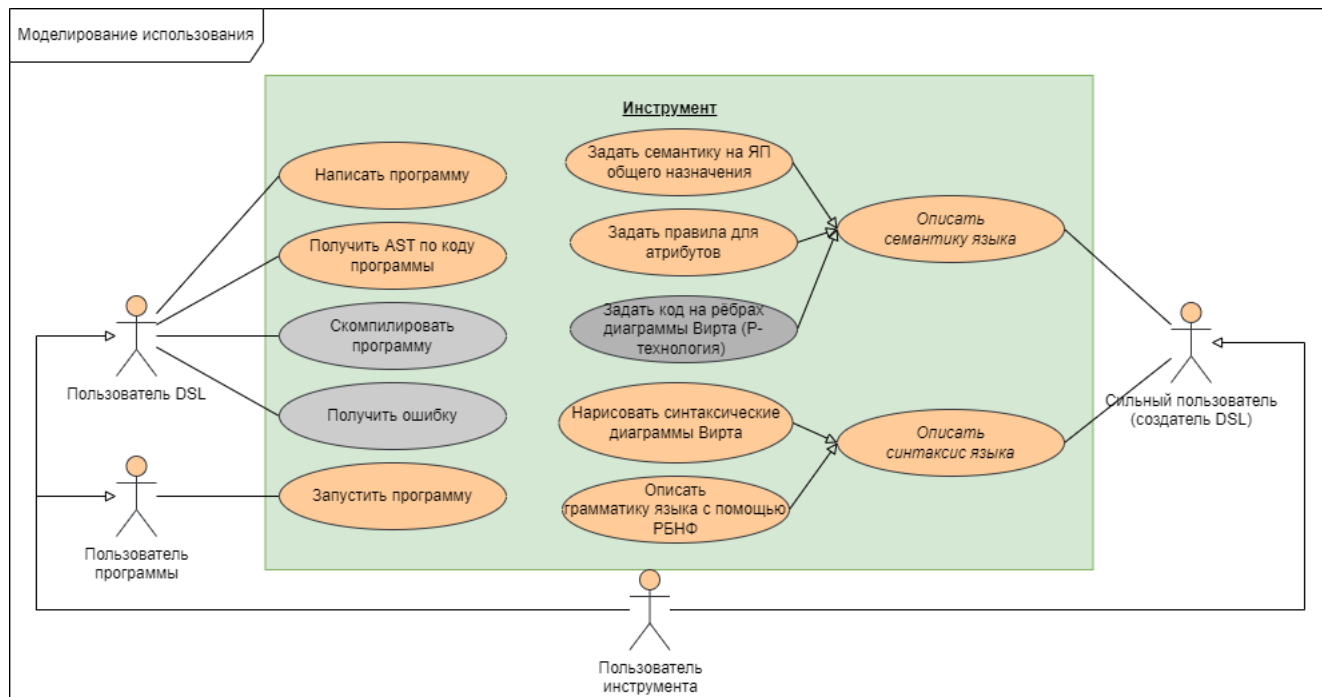 Моделирование использования
Инструмент
Написать программу
Получить AST по коду
программы
Скомпилировать
программу
Получить ошибку
Запустить программу
Задать семантику на ЯП
общего назначения
Задать правила для
атрибутов
Задать код на рёбрах
диаграммы Вирта (Р-
технология)
Нарисовать синтаксические
диаграммы Вирта
Описать
грамматику языка с помощью
РБНФ
Описать
семантику языка
Описать
синтаксис языка
Пользователь DSL
Пользователь
программы
Сильный пользователь
(создатель DSL)
Пользователь
инструмента